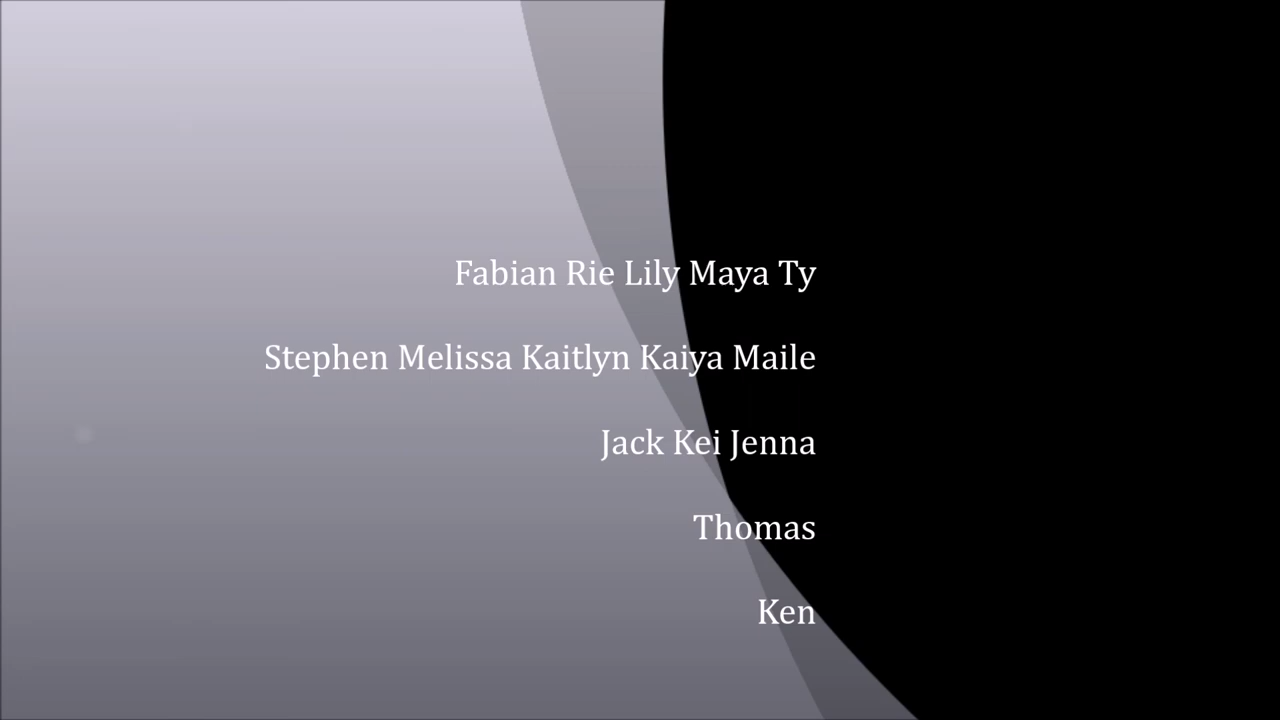 Fabian Rie Lily Maya Ty
Stephen Melissa Kaitlyn Kaiya Maile
Jack Kei Jenna
Thomas
Ken